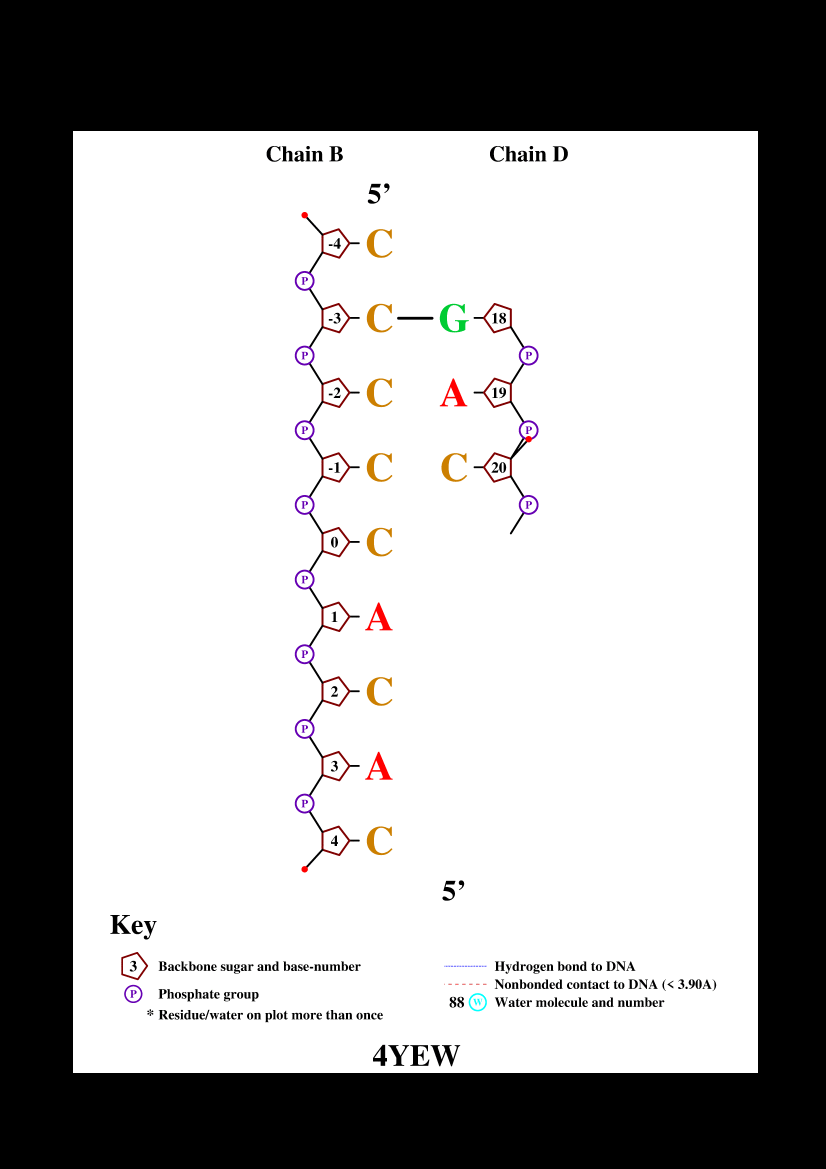 Chain B Chain D
5’
-4 C
P
-3 C G 18
P P
-2 C A 19
P P
-1 C C 20
P P
0 C
P
1 A
P
2 C
P
3 A
P
4 C
5’
Key
3 Backbone sugar and base-number Hydrogen bond to DNA
Nonbonded contact to DNA (< 3.90A)
P Phosphate group 88 W Water molecule and number
* Residue/water on plot more than once
4YEW